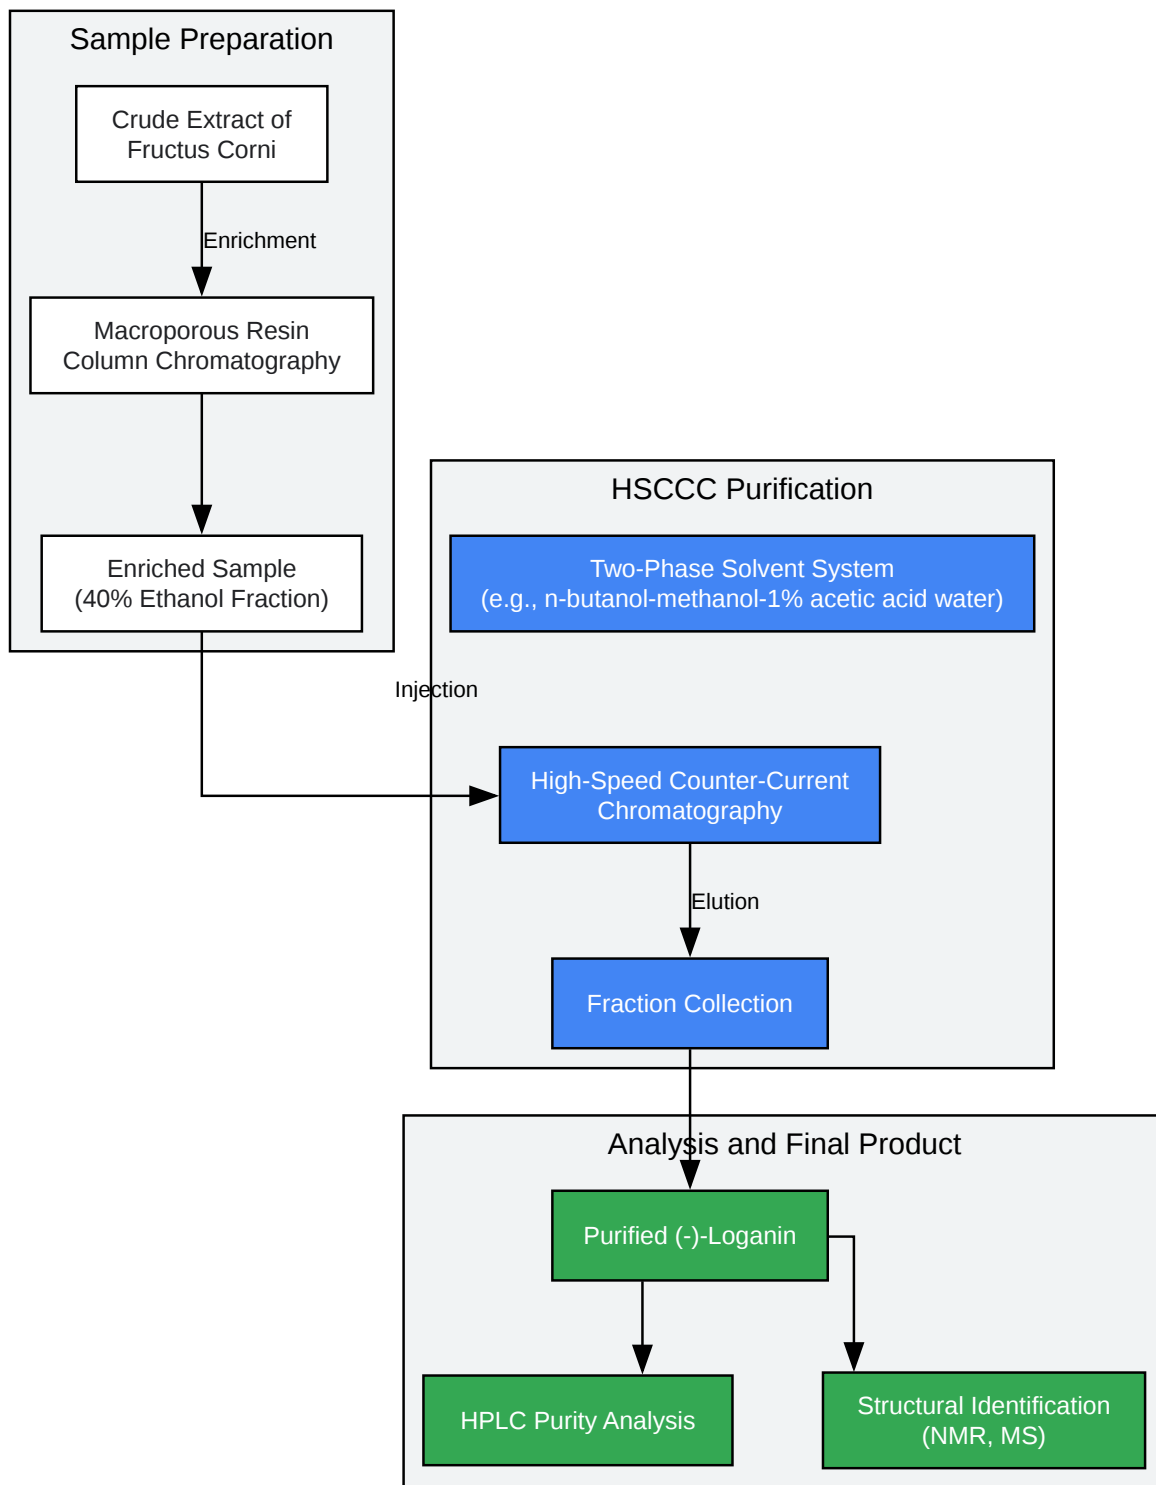 Sample Preparation
Crude Extract of
Fructus Corni
Enrichment
Macroporous Resin
Column Chromatography
Enriched Sample
(40% Ethanol Fraction)
Injection
HSCCC Purification
Two-Phase Solvent System
(e.g., n-butanol-methanol-1% acetic acid water)
High-Speed Counter-Current
Chromatography
Elution
Fraction Collection
Analysis and Final Product
Purified (-)-Loganin
HPLC Purity Analysis
Structural Identification
(NMR, MS)